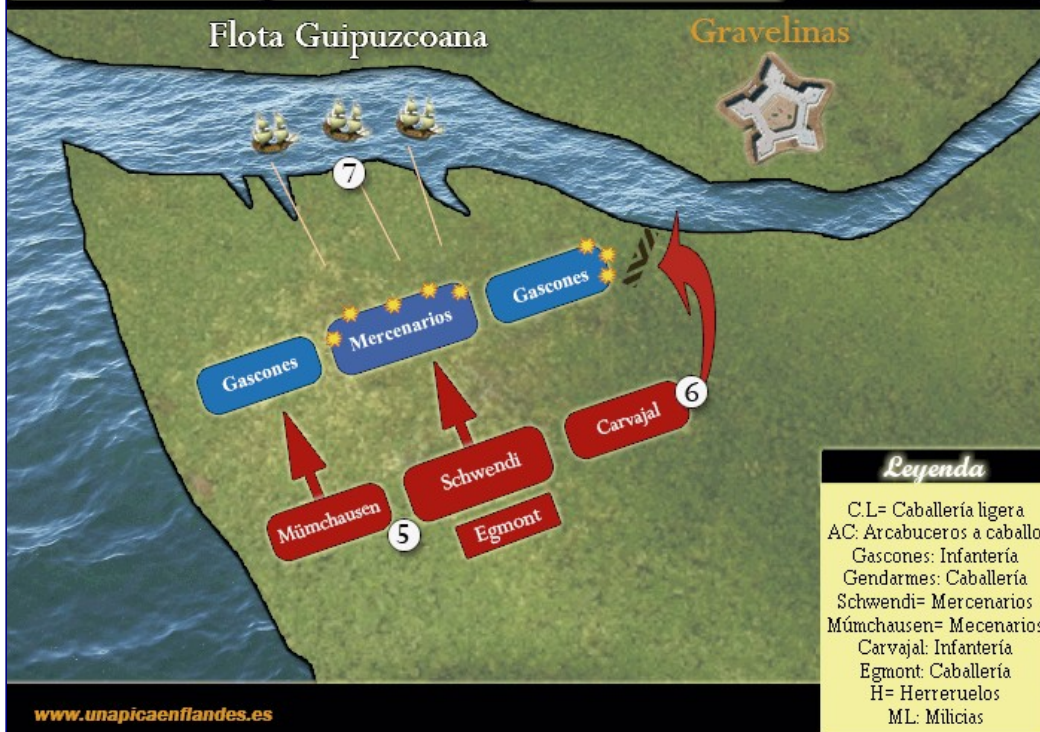 Flota Guipuzcoana
Gravelinas
7
Gascones
Mercenarios
Gascones
6
Carvajal
Schwendi
Mümchausen
5
Egmont
Leyenda
C.L= Caballería ligera
AC: Arcabuceros a caballo
Gascones: Infantería
Gendarmes: Caballería
Schwendi= Mercenarios
Múmchausen= Mecenarios
Carvajal: Infantería
Egmont: Caballería
H= Herreruelos
ML: Milicias
www.unapicaenflandes.es